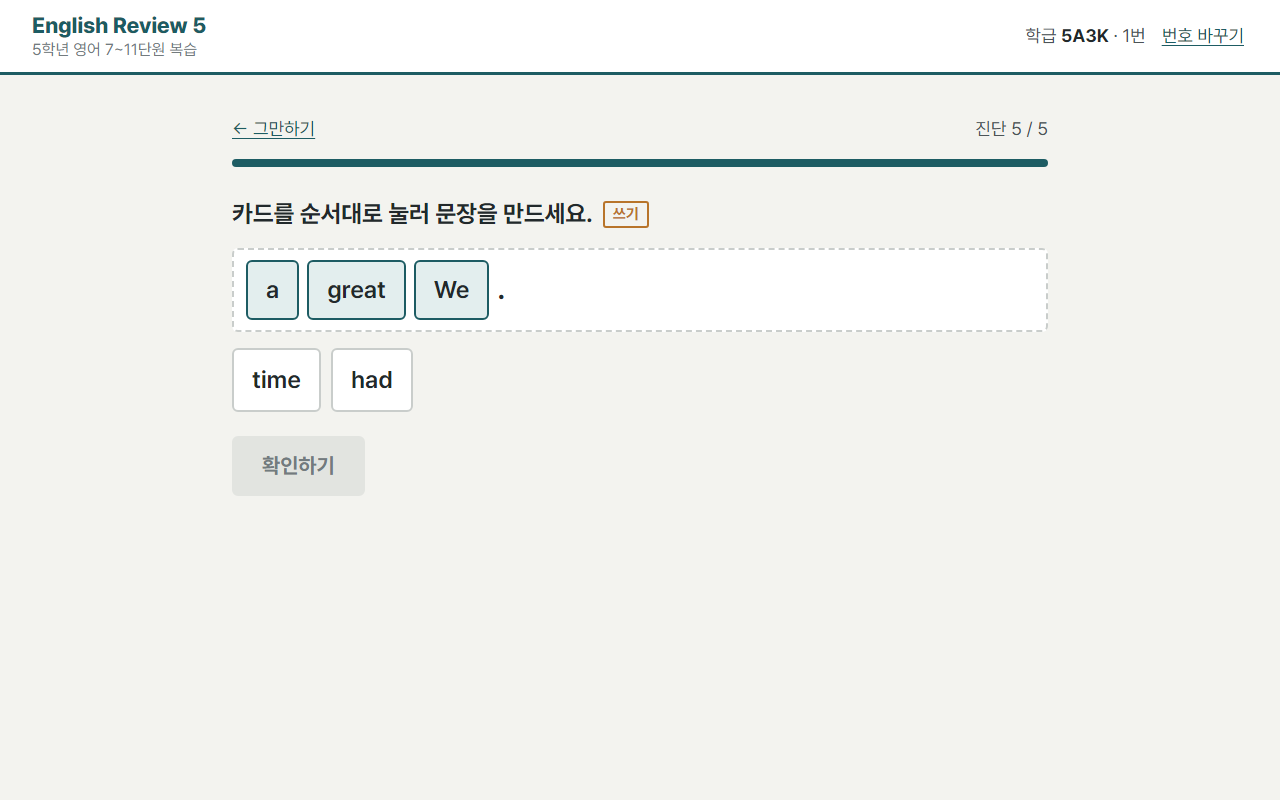 English Review 5
5학년 영어 7~11단원 복습
학급 5A3K · 1번 번호 바꾸기
← 그만하기
진단 5 / 5
카드를 순서대로 눌러 문장을 만드세요. 쓰기
a great We .
time had
확인하기